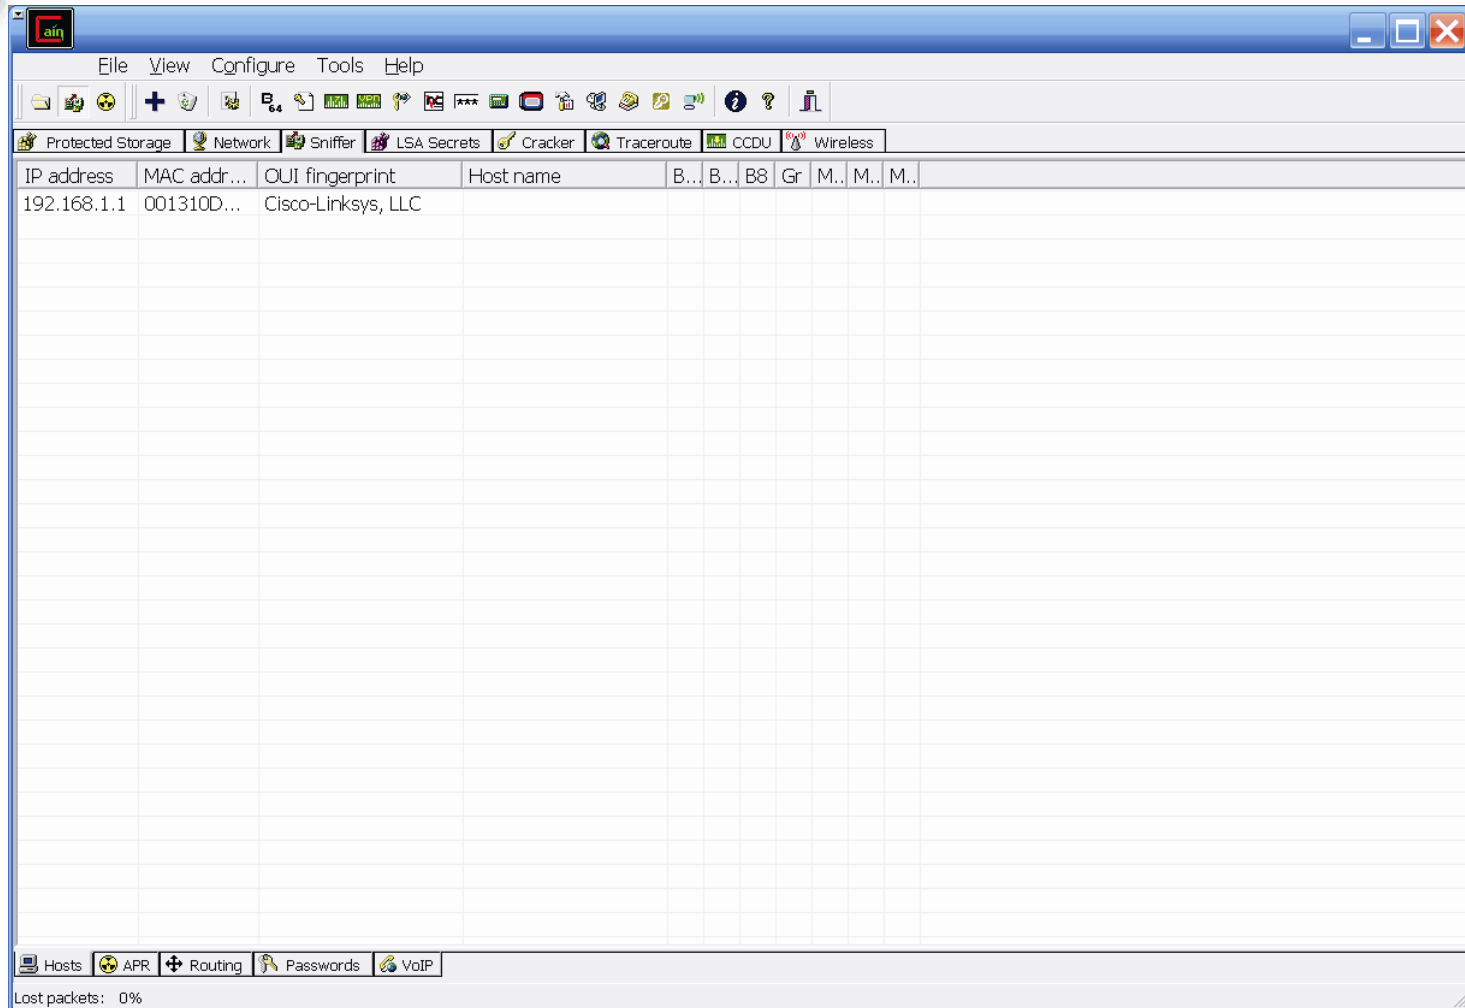 Cain
File View Configure Tools Help
B64 VPN ***
Protected Storage Network Sniffer LSA Secrets Cracker Traceroute CCDU Wireless
IP address MAC addr... OUI fingerprint Host name B... B... B8 Gr M... M... M...
192.168.1.1 001310D... Cisco-Linksys, LLC
Hosts APR Routing Passwords VoIP
Lost packets: 0%